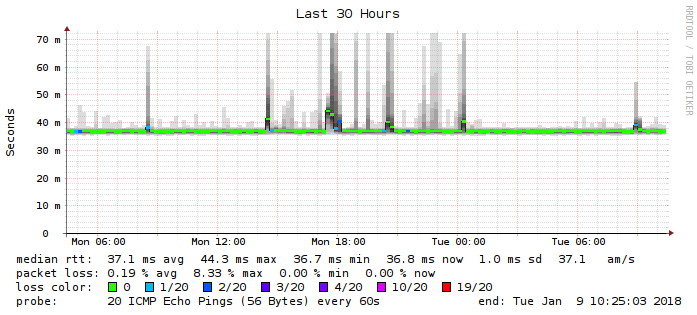 Last 30 Hours
RRDTOOL / TOBI OETIKER
Seconds
70 m
60 m
50 m
40 m
30 m
20 m
10 m
0
Mon 06:00 Mon 12:00 Mon 18:00 Tue 00:00 Tue 06:00
median rtt: 37.1 ms avg 44.3 ms max 36.7 ms min 36.8 ms now 1.0 ms sd 37.1 am/s
packet loss: 0.19 % avg 8.33 % max 0.00 % min 0.00 % now
loss color: 0 1/20 2/20 3/20 4/20 10/20 19/20
probe: 20 ICMP Echo Pings (56 Bytes) every 60s end: Tue Jan 9 10:25:03 2018